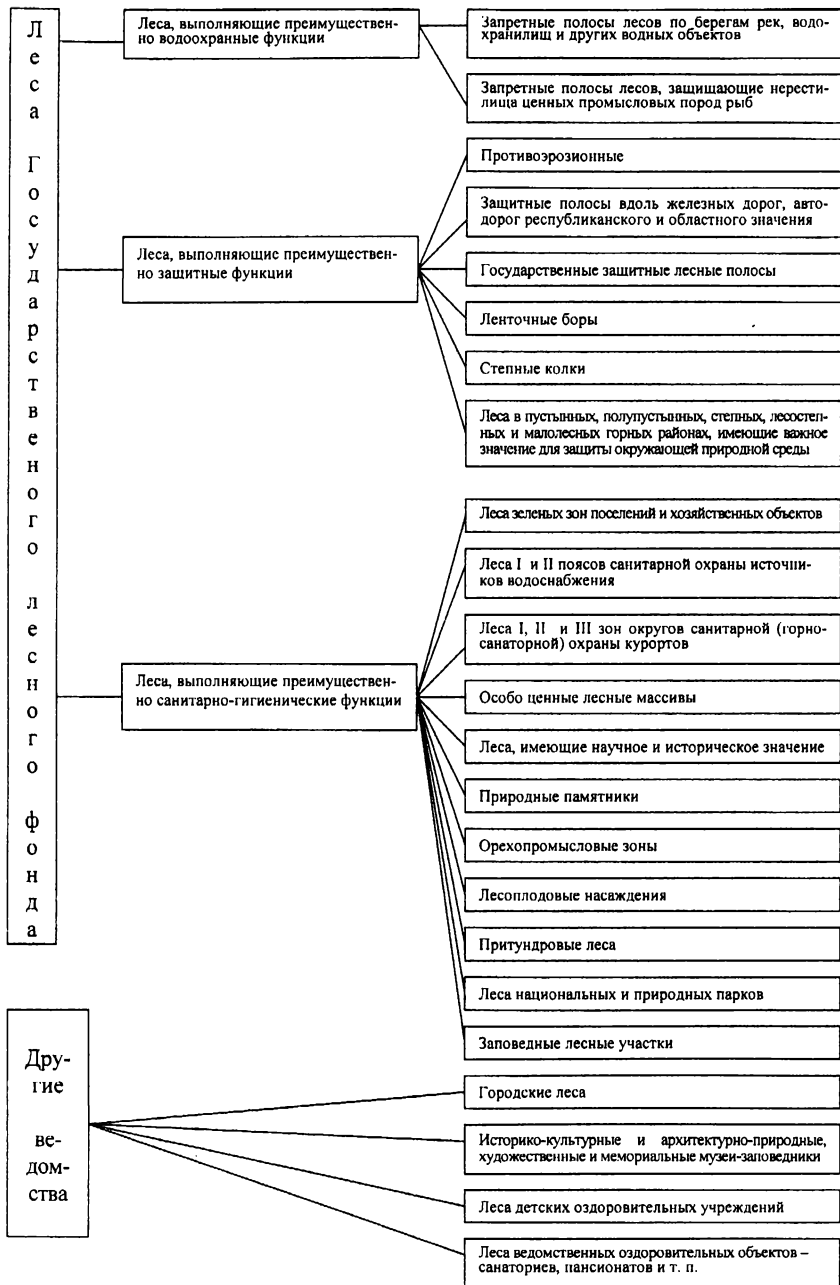 Леса Государственного лесного фонда
Леса, выполняющие преимуществен-
но водоохранные функции
Запретные полосы лесов по берегам рек, водо-
хранилищ и других водных объектов
Запретные полосы лесов, защищающие нерести-
лища ценных промысловых пород рыб
Леса, выполняющие преимуществен-
но защитные функции
Противоэрозионные
Защитные полосы вдоль железных дорог, авто-
дорог республиканского и областного значения
Государственные защитные лесные полосы
Ленточные боры
Степные колки
Леса в пустынных, полупустынных, степных, лесостеп-
ных и малолесных горных районах, имеющие важное
значение для защиты окружающей природной среды
Леса, выполняющие преимуществен-
но санитарно-гигиенические функции
Леса зеленых зон поселений и хозяйственных объектов
Леса I и II поясов санитарной охраны источни-
ков водоснабжения
Леса I, II и III зон округов санитарной (горно-
санаторной) охраны курортов
Особо ценные лесные массивы
Леса, имеющие научное и историческое значение
Природные памятники
Орехопромысловые зоны
Лесоплодовые насаждения
Притундровые леса
Леса национальных и природных парков
Заповедные лесные участки
Дру-
гие
ве-
дом-
ства
Городские леса
Историко-культурные и архитектурно-природные,
художественные и мемориальные музеи-заповедники
Леса детских оздоровительных учреждений
Леса ведомственных оздоровительных объектов –
санаториев, пансионатов и т. п.